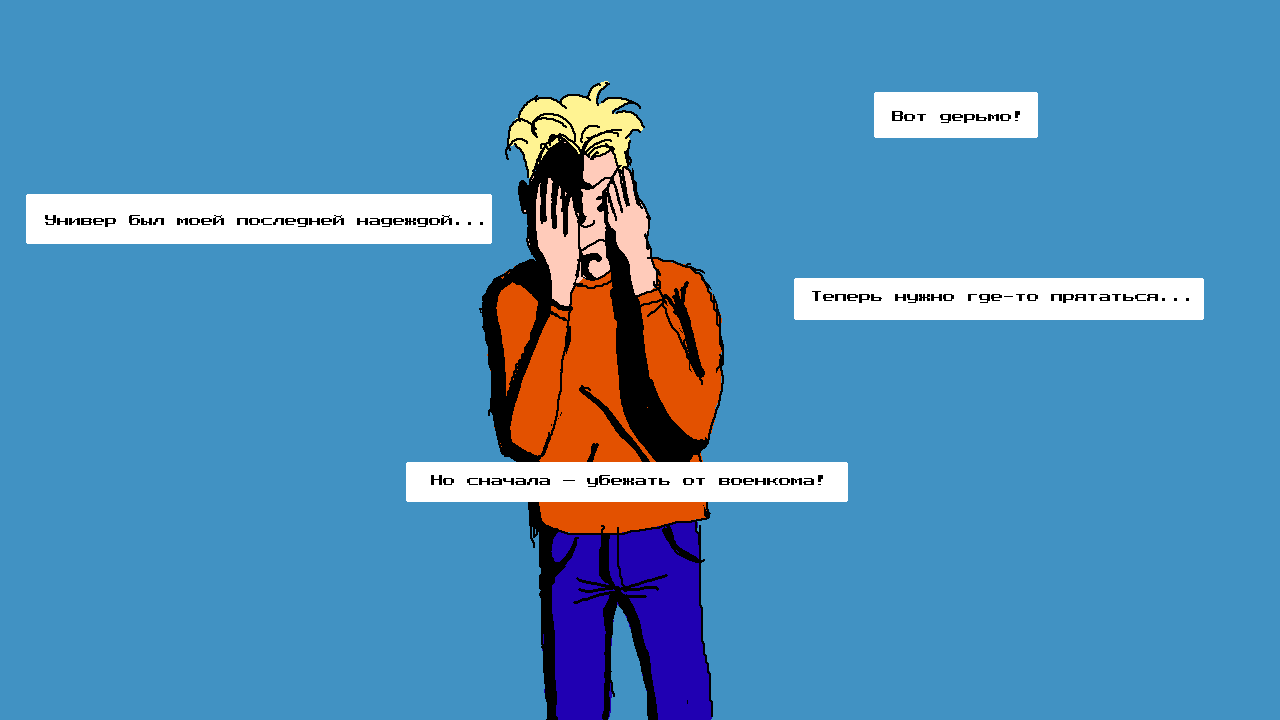 Вот дерьмо!
Универ был моей последней надеждой...
Теперь нужно где-то прятаться...
Но сначала — убежать от военкома!